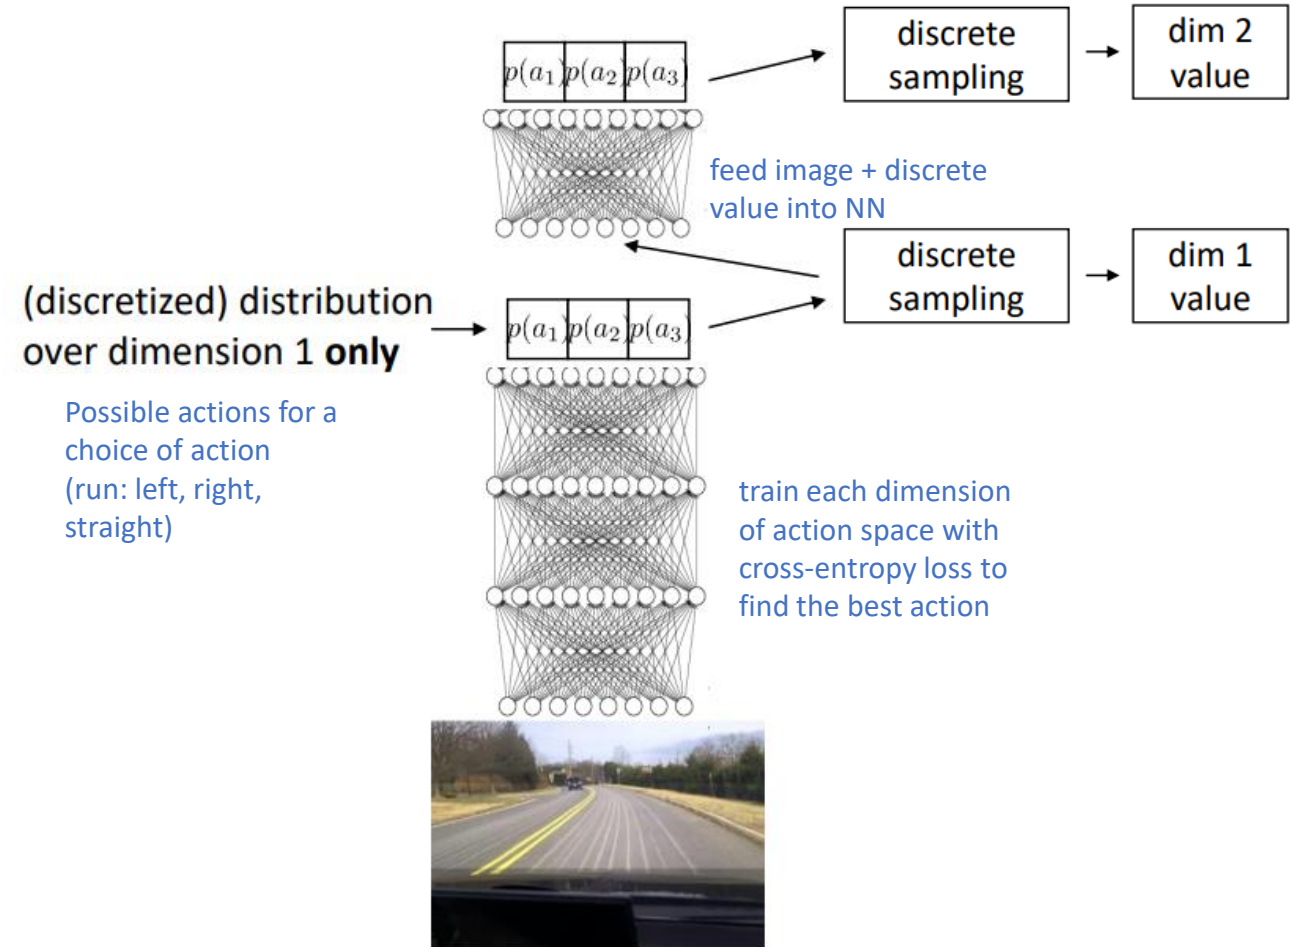 p(a₁) p(a₂) p(a₃)
discrete
sampling
dim 2
value
feed image + discrete
value into NN
discrete
sampling
dim 1
value
(discretized) distribution
over dimension 1 only
p(a₁) p(a₂) p(a₃)
Possible actions for a
choice of action
(run: left, right,
straight)
train each dimension
of action space with
cross-entropy loss to
find the best action